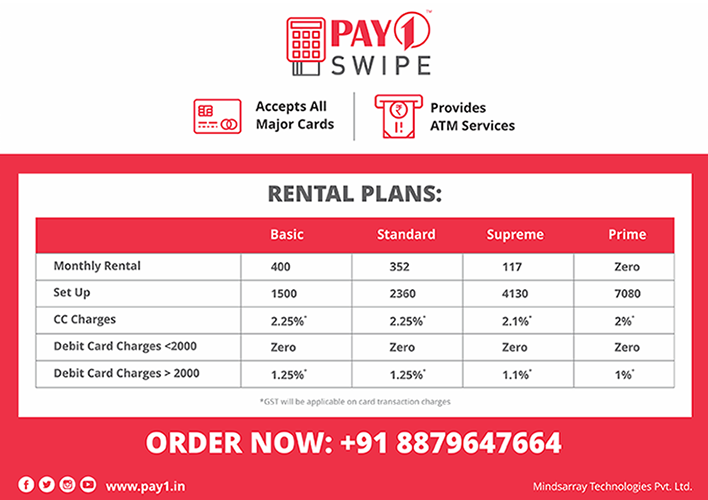 PAY1™
SWIPE
Accepts All
Major Cards
Provides
ATM Services
RENTAL PLANS:
Basic Standard Supreme Prime
Monthly Rental 400 352 117 Zero
Set Up 1500 2360 4130 7080
CC Charges 2.25%* 2.25%* 2.1%* 2%*
Debit Card Charges <2000 Zero Zero Zero Zero
Debit Card Charges > 2000 1.25%* 1.25%* 1.1%* 1%*
*GST will be applicable on card transaction charges
ORDER NOW: +91 8879647664
www.pay1.in
Mindsarray Technologies Pvt. Ltd.